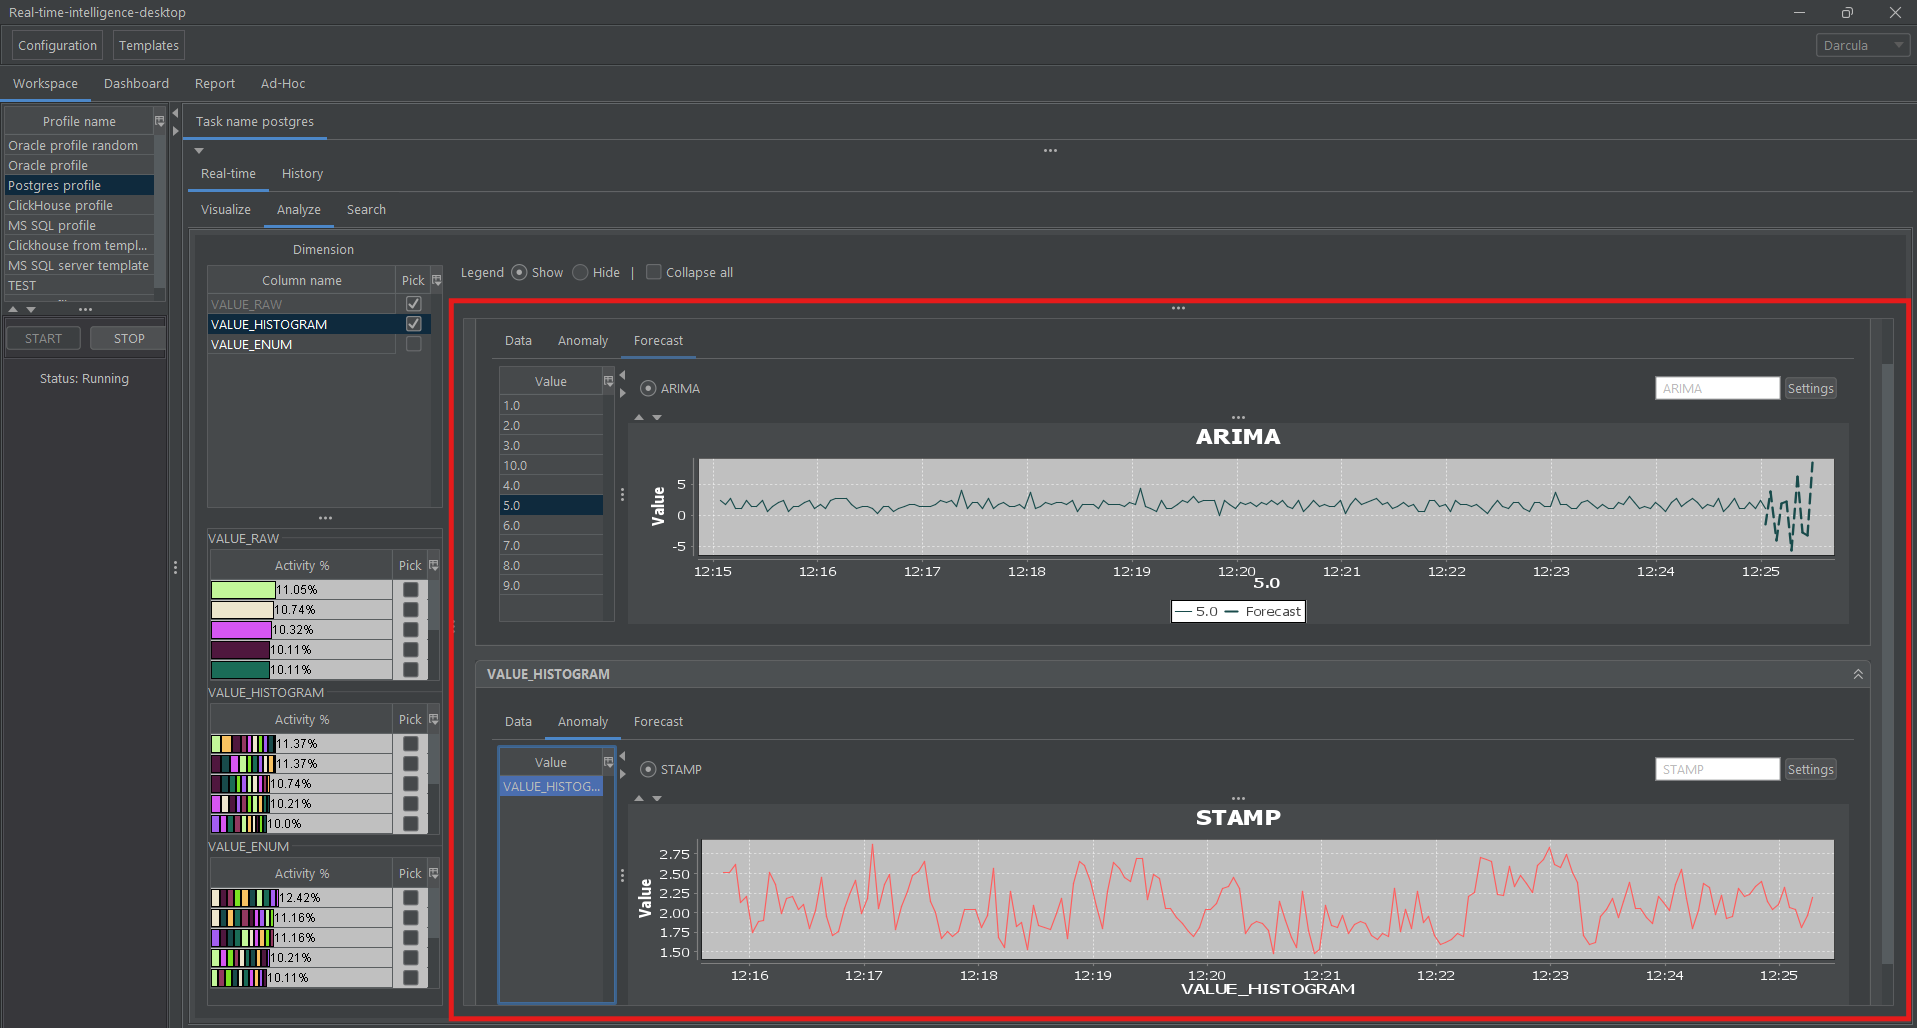 Real-time-intelligence-desktop
Configuration Templates Darcula
Workspace Dashboard Report Ad-Hoc
Profile name
Oracle profile random
Oracle profile
Postgres profile
ClickHouse profile
MS SQL profile
Clickhouse from templ...
MS SQL server template
TEST
START STOP
Status: Running
Task name postgres
Real-time History
Visualize Analyze Search
Dimension
Column name Pick
VALUE_RAW
VALUE_HISTOGRAM
VALUE_ENUM
VALUE_RAW
Activity % Pick
11.05%
10.74%
10.32%
10.11%
10.11%
VALUE_HISTOGRAM
Activity % Pick
11.37%
11.37%
10.74%
10.21%
10.0%
VALUE_ENUM
Activity % Pick
12.42%
11.16%
11.16%
10.21%
10.11%
Legend Show Hide | Collapse all
Data Anomaly Forecast
Value
1.0
2.0
3.0
10.0
4.0
5.0
6.0
7.0
8.0
9.0
ARIMA ARIMA Settings
ARIMA
Value
5
0
-5
12:15 12:16 12:17 12:18 12:19 12:20 12:21 12:22 12:23 12:24 12:25
5.0
5.0 Forecast
VALUE_HISTOGRAM
Data Anomaly Forecast
Value
VALUE_HISTOG...
STAMP STAMP Settings
STAMP
Value
2.75
2.50
2.25
2.00
1.75
1.50
12:16 12:17 12:18 12:19 12:20 12:21 12:22 12:23 12:24 12:25
VALUE_HISTOGRAM